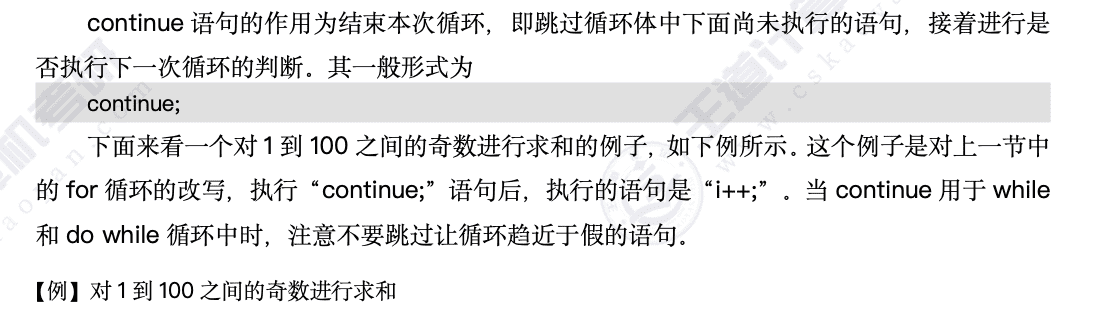 continue 语句的作用为结束本次循环，即跳过循环体中下面尚未执行的语句，接着进行是
否执行下一次循环的判断。其一般形式为
continue;
下面来看一个对 1 到 100 之间的奇数进行求和的例子，如下例所示。这个例子是对上一节中
的 for 循环的改写，执行“continue;”语句后，执行的语句是“i++;”。当 continue 用于 while
和 do while 循环中时，注意不要跳过让循环趋近于假的语句。
【例】对 1 到 100 之间的奇数进行求和